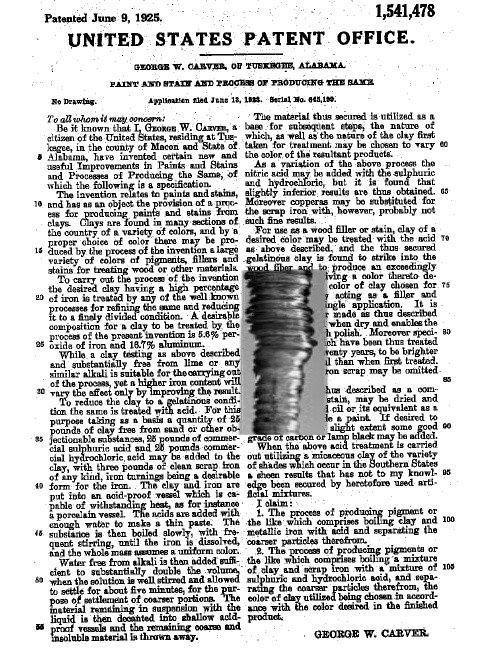 Patented June 9, 1925.
1,541,478
UNITED STATES PATENT OFFICE.
GEORGE W. CARVER, OF TUSKEGEE, ALABAMA.
PAINT AND STAIN AND PROCESS OF PRODUCING THE SAME.
No Drawing.
Application filed June 13, 1923. Serial No. 645,199.
To all whom it may concern:
Be it known that I, GEORGE W. CARVER, a
citizen of the United States, residing at Tus-
kegee, in the county of Macon and State of
5 Alabama, have invented certain new and
useful Improvements in Paints and Stains
and Processes of Producing the Same, of
which the following is a specification.
The invention relates to paints and stains,
10 and has as an object the provision of a proc-
ess for producing paints and stains from
clays. Clays are found in many sections of
the country of a variety of colors, and by a
proper choice of color there may be pro-
15 duced by the process of the invention a large
variety of colors of pigments, fillers and
stains for treating wood or other materials.
To carry out the process of the invention
the desired clay having a high percentage
20 of iron is treated by any of the well known
processes for refining the same and reducing
it to a finely divided condition. A desirable
composition for a clay to be treated by the
process of the present invention is 5.6% per-
25 oxide of iron and 16.7% aluminum.
While a clay testing as above described
and substantially free from lime or any
similar alkali is suitable for the carrying out
of the process, yet a higher iron content will
30 vary the effect only by improving the result.
To reduce the clay to a gelatinous condi-
tion the same is treated with acid. For this
purpose taking as a basis a quantity of 25
pounds of clay free from sand or other ob-
35 jectionable substances, 25 pounds of commer-
cial sulphuric acid and 25 pounds commer-
cial hydrochloric acid may be added to the
clay, with three pounds of clean scrap iron
of any kind, iron turnings being a desirable
40 form for the iron. The clay and iron are
put into an acid-proof vessel which is ca-
pable of withstanding heat, as for instance
a porcelain vessel. The acids are added with
enough water to make a thin paste. The
45 substance is then boiled slowly, with fre-
quent stirring, until the iron is dissolved,
and the whole mass assumes a uniform color.
Water free from alkali is then added suffi-
cient to substantially double the volume,
50 when the solution is well stirred and allowed
to settle for about five minutes, for the pur-
pose of settlement of coarser portions. The
material remaining in suspension with the
liquid is then decanted into shallow acid-
55 proof vessels and the remaining coarse and
insoluble material is thrown away.
The material thus secured is utilized as a
base for subsequent steps, the nature of
which, as well as the nature of the clay first
taken for treatment may be chosen to vary 60
the color of the resultant products.
As a variation of the above process the
nitric acid may be added with the sulphuric
and hydrochloric, but it is found that
slightly inferior results are thus obtained. 65
Moreover copperas may be substituted for
the scrap iron with, however, probably not
such fine results.
For use as a wood filler or stain, clay of a
desired color may be treated with the acid 70
as above described, and the thus secured
gelatinous clay is found to strike into the
wood fiber and to produce an exceedingly
iving a color thereto de-
color of clay chosen for 75
acting as a filler and
ngle application. It is
r made as thus described
when dry and enables the
h polish. Moreover speci- 80
ch have been thus treated
venty years, to be brighter
l than when first treated.
ron scrap may be omitted
85
hus described as a com-
stain, may be dried and
oil or its equivalent as a
e a paint. If desired to
slight extent some good 90
grade of carbon or lamp black may be added.
When the above acid treatment is carried
out utilizing a micaceous clay of the variety
of shades which occur in the Southern States
a sheen results that has not to my knowl- 95
edge been secured by heretofore used arti-
ficial mixtures.
I claim:
1. The process of producing pigment or
the like which comprises boiling clay and 100
metallic iron with acid and separating the
coarser particles therefrom.
2. The process of producing pigments or
the like which comprises boiling a mixture
of clay and scrap iron with a mixture of 105
sulphuric and hydrochloric acid, and sepa-
rating the coarser particles therefrom, the
color of clay utilized being chosen in accord-
ance with the color desired in the finished
product.
GEORGE W. CARVER.